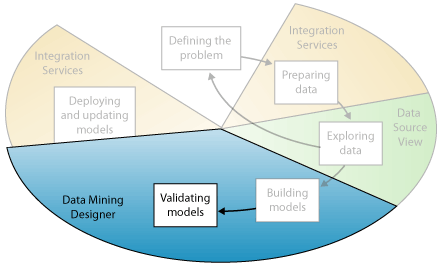 Defining the
problem
Integration
Services
Preparing
data
Integration
Services
Deploying
and updating
models
Data
Source
View
Exploring
data
Building
models
Validating
models
Data Mining
Designer